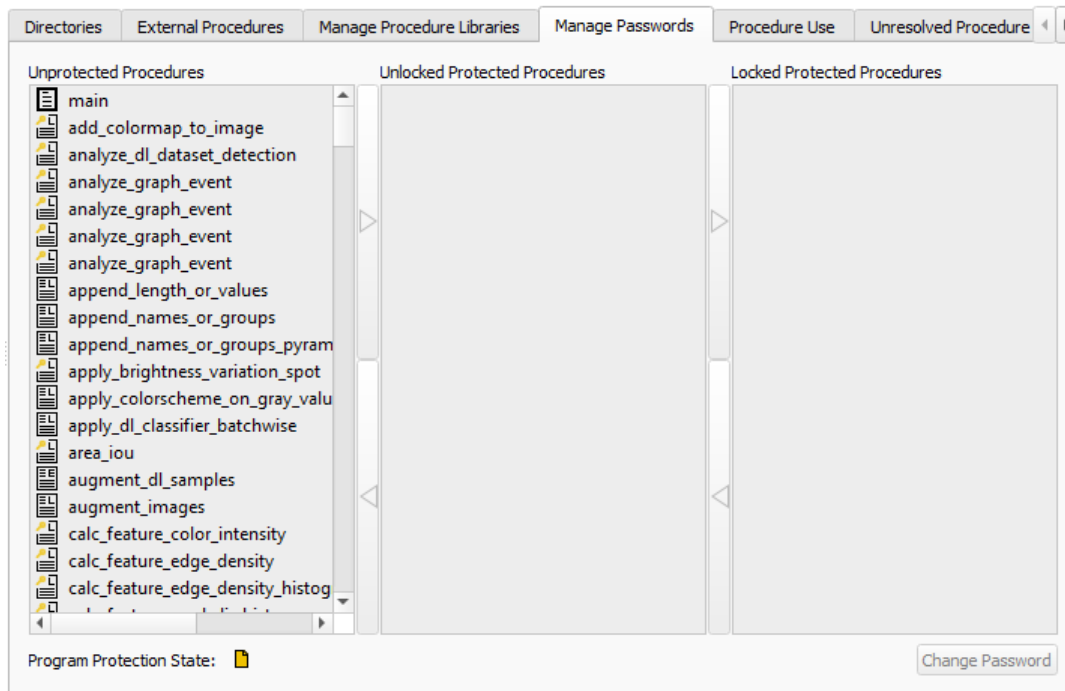 Directories External Procedures Manage Procedure Libraries Manage Passwords Procedure Use Unresolved Procedure
Unprotected Procedures Unlocked Protected Procedures Locked Protected Procedures
main
add_colormap_to_image
analyze_dl_dataset_detection
analyze_graph_event
analyze_graph_event
analyze_graph_event
analyze_graph_event
append_length_or_values
append_names_or_groups
append_names_or_groups_pyram
apply_brightness_variation_spot
apply_colorscheme_on_gray_valu
apply_dl_classifier_batchwise
area_iou
augment_dl_samples
augment_images
calc_feature_color_intensity
calc_feature_edge_density
calc_feature_edge_density_histog
Program Protection State: Change Password